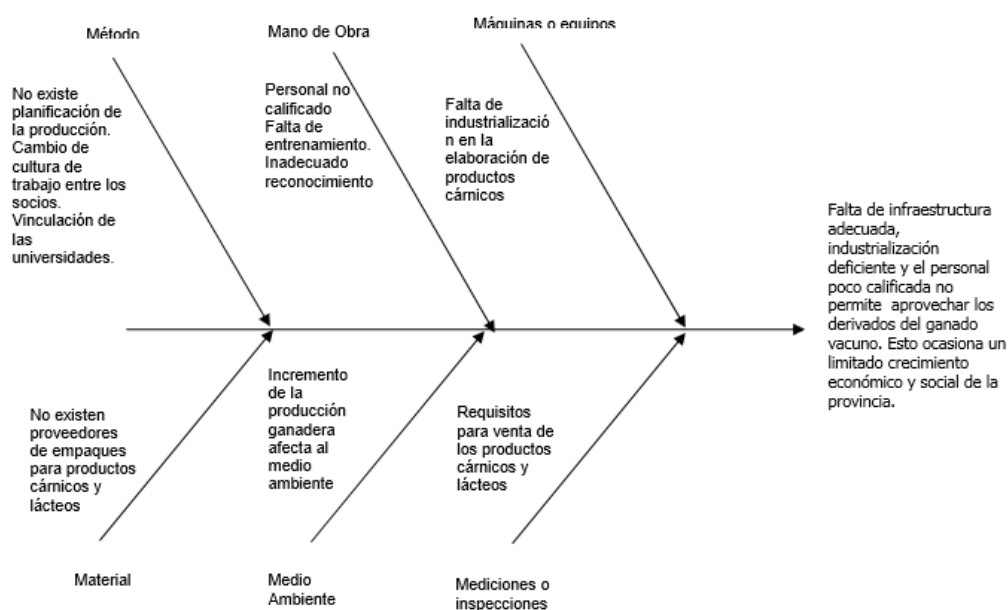 Método
Mano de Obra
Máquinas o equipos
No existe
planificación de
la producción.
Cambio de
cultura de
trabajo entre los
socios.
Vinculación de
las
universidades.
Personal no
calificado
Falta de
entrenamiento.
Inadecuado
reconocimiento
Falta de
industrializació
n en la
elaboración de
productos
cárnicos
Falta de infraestructura
adecuada,
industrialización
deficiente y el personal
poco calificada no
permite aprovechar los
derivados del ganado
vacuno. Esto ocasiona un
limitado crecimiento
económico y social de la
provincia.
No existen
proveedores
de empaques
para productos
cárnicos y
lácteos
Incremento
de la
producción
ganadera
afecta al
medio
ambiente
Requisitos
para venta de
los productos
cárnicos y
lácteos
Material
Medio
Ambiente
Mediciones o
inspecciones